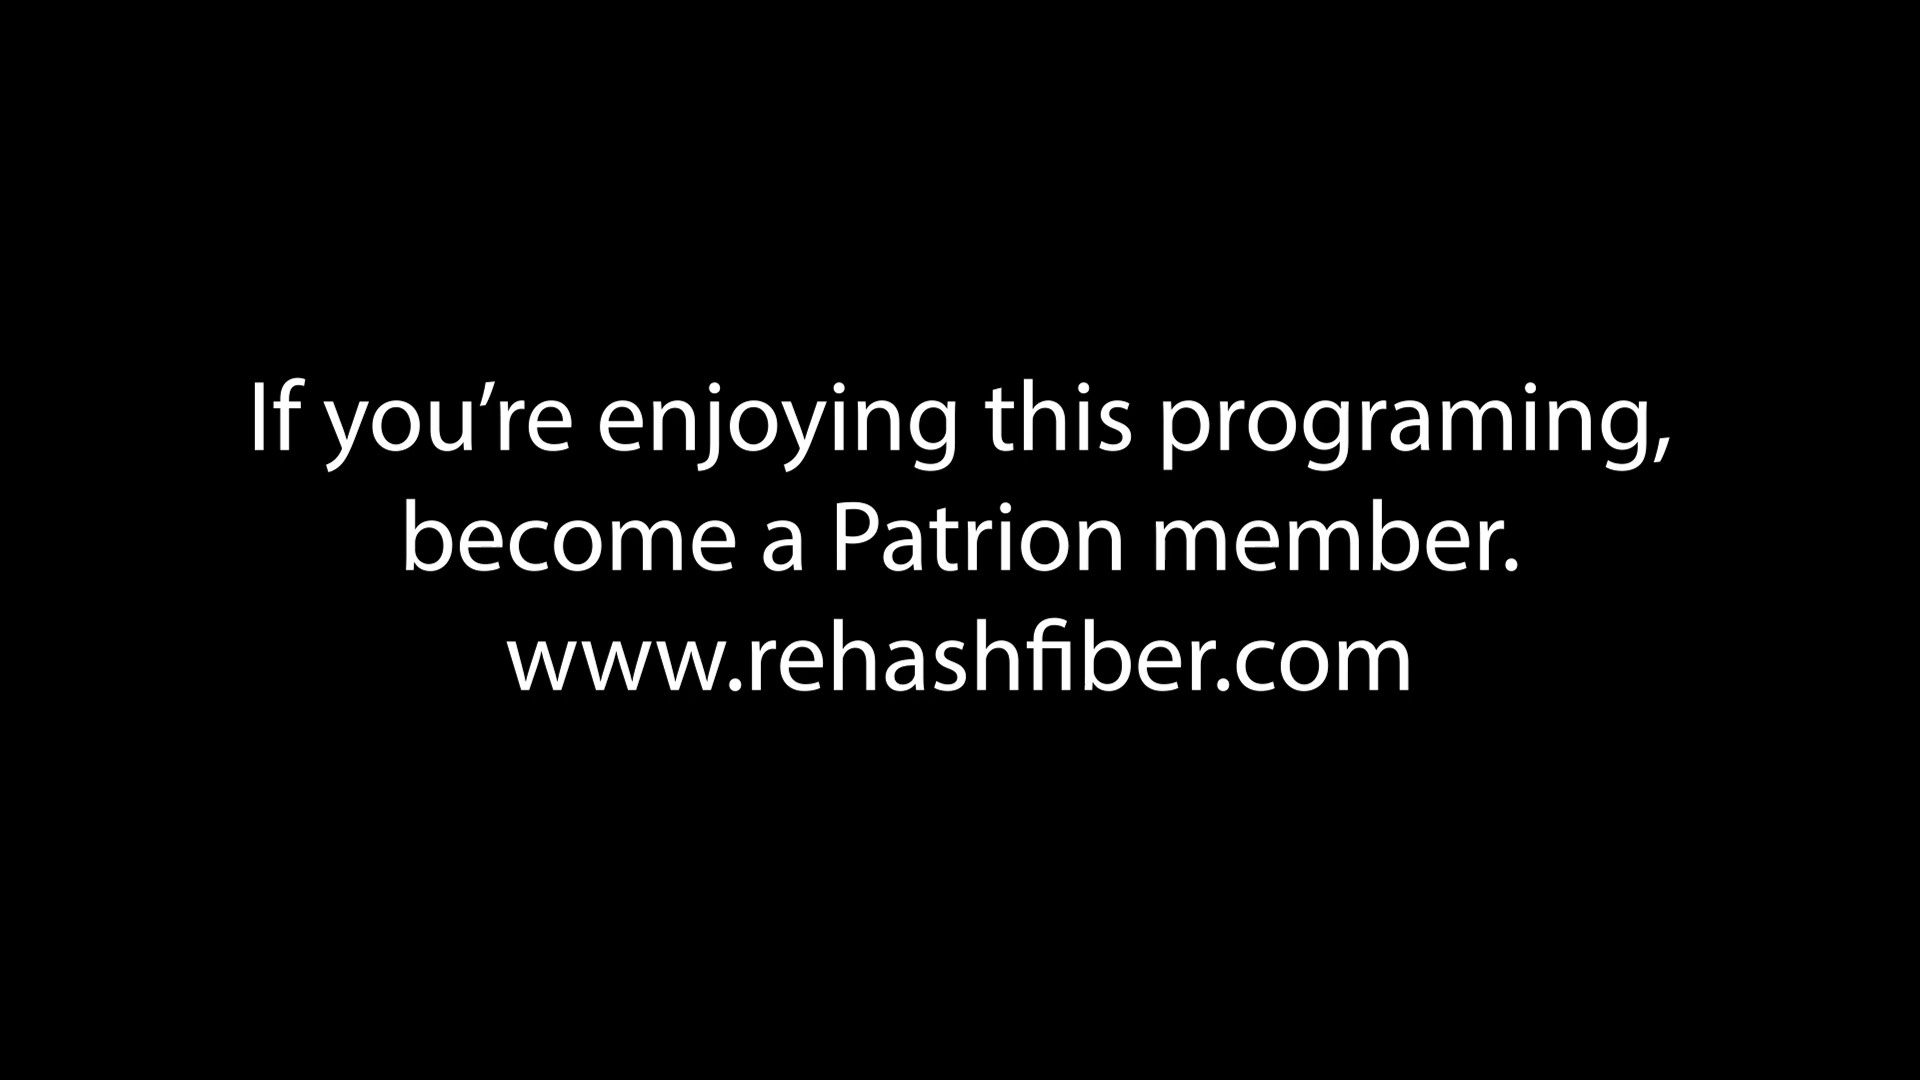 If you’re enjoying this programing,
become a Patrion member.
www.rehashfiber.com